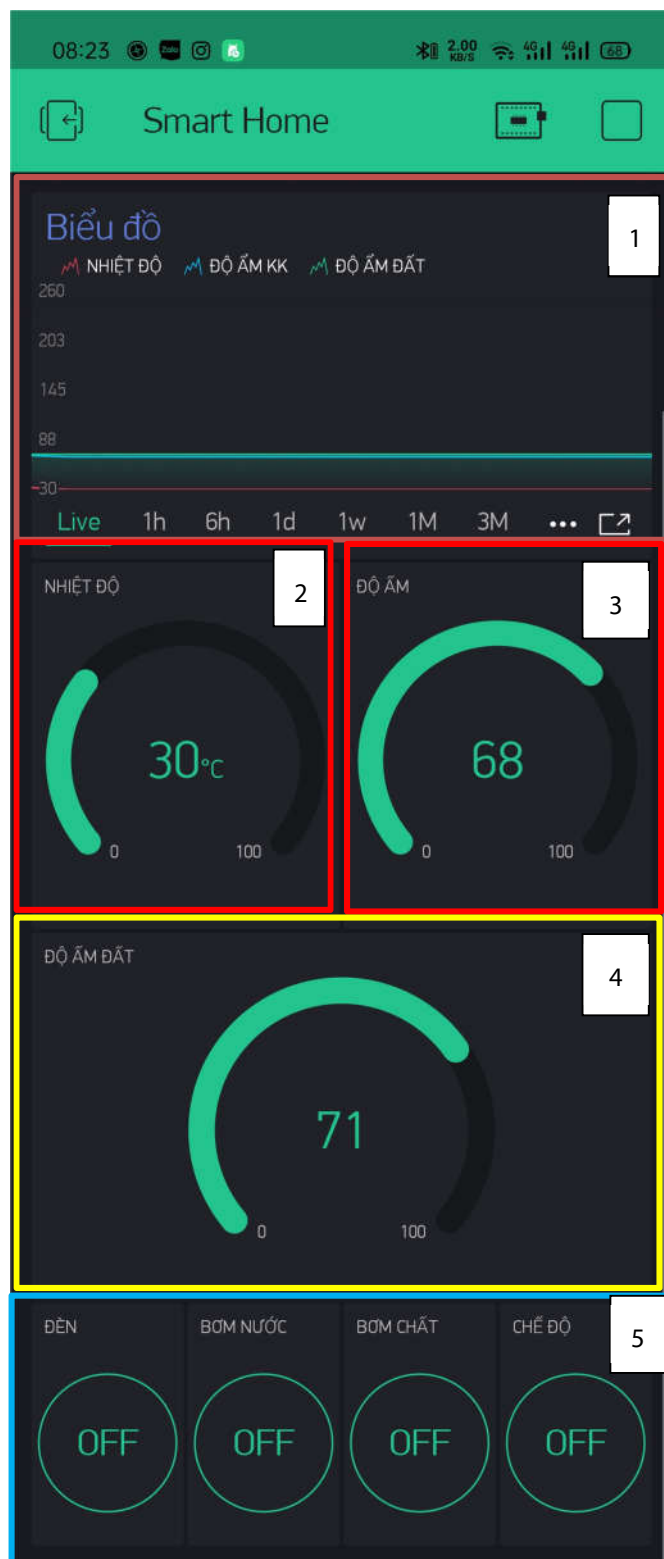 08:23 Zalo 2.00 KB/S 4G 4G 68
Smart Home
Biểu đồ
1
NHIỆT ĐỘ ĐỘ ẨM KK ĐỘ ẨM ĐẤT
260
203
145
88
30
Live 1h 6h 1d 1w 1M 3M •••
NHIỆT ĐỘ
2
ĐỘ ẨM
3
30°C
68
0 100
0 100
ĐỘ ẨM ĐẤT
4
71
0 100
ĐÈN BƠM NƯỚC BƠM CHẤT CHẾ ĐỘ
5
OFF OFF OFF OFF